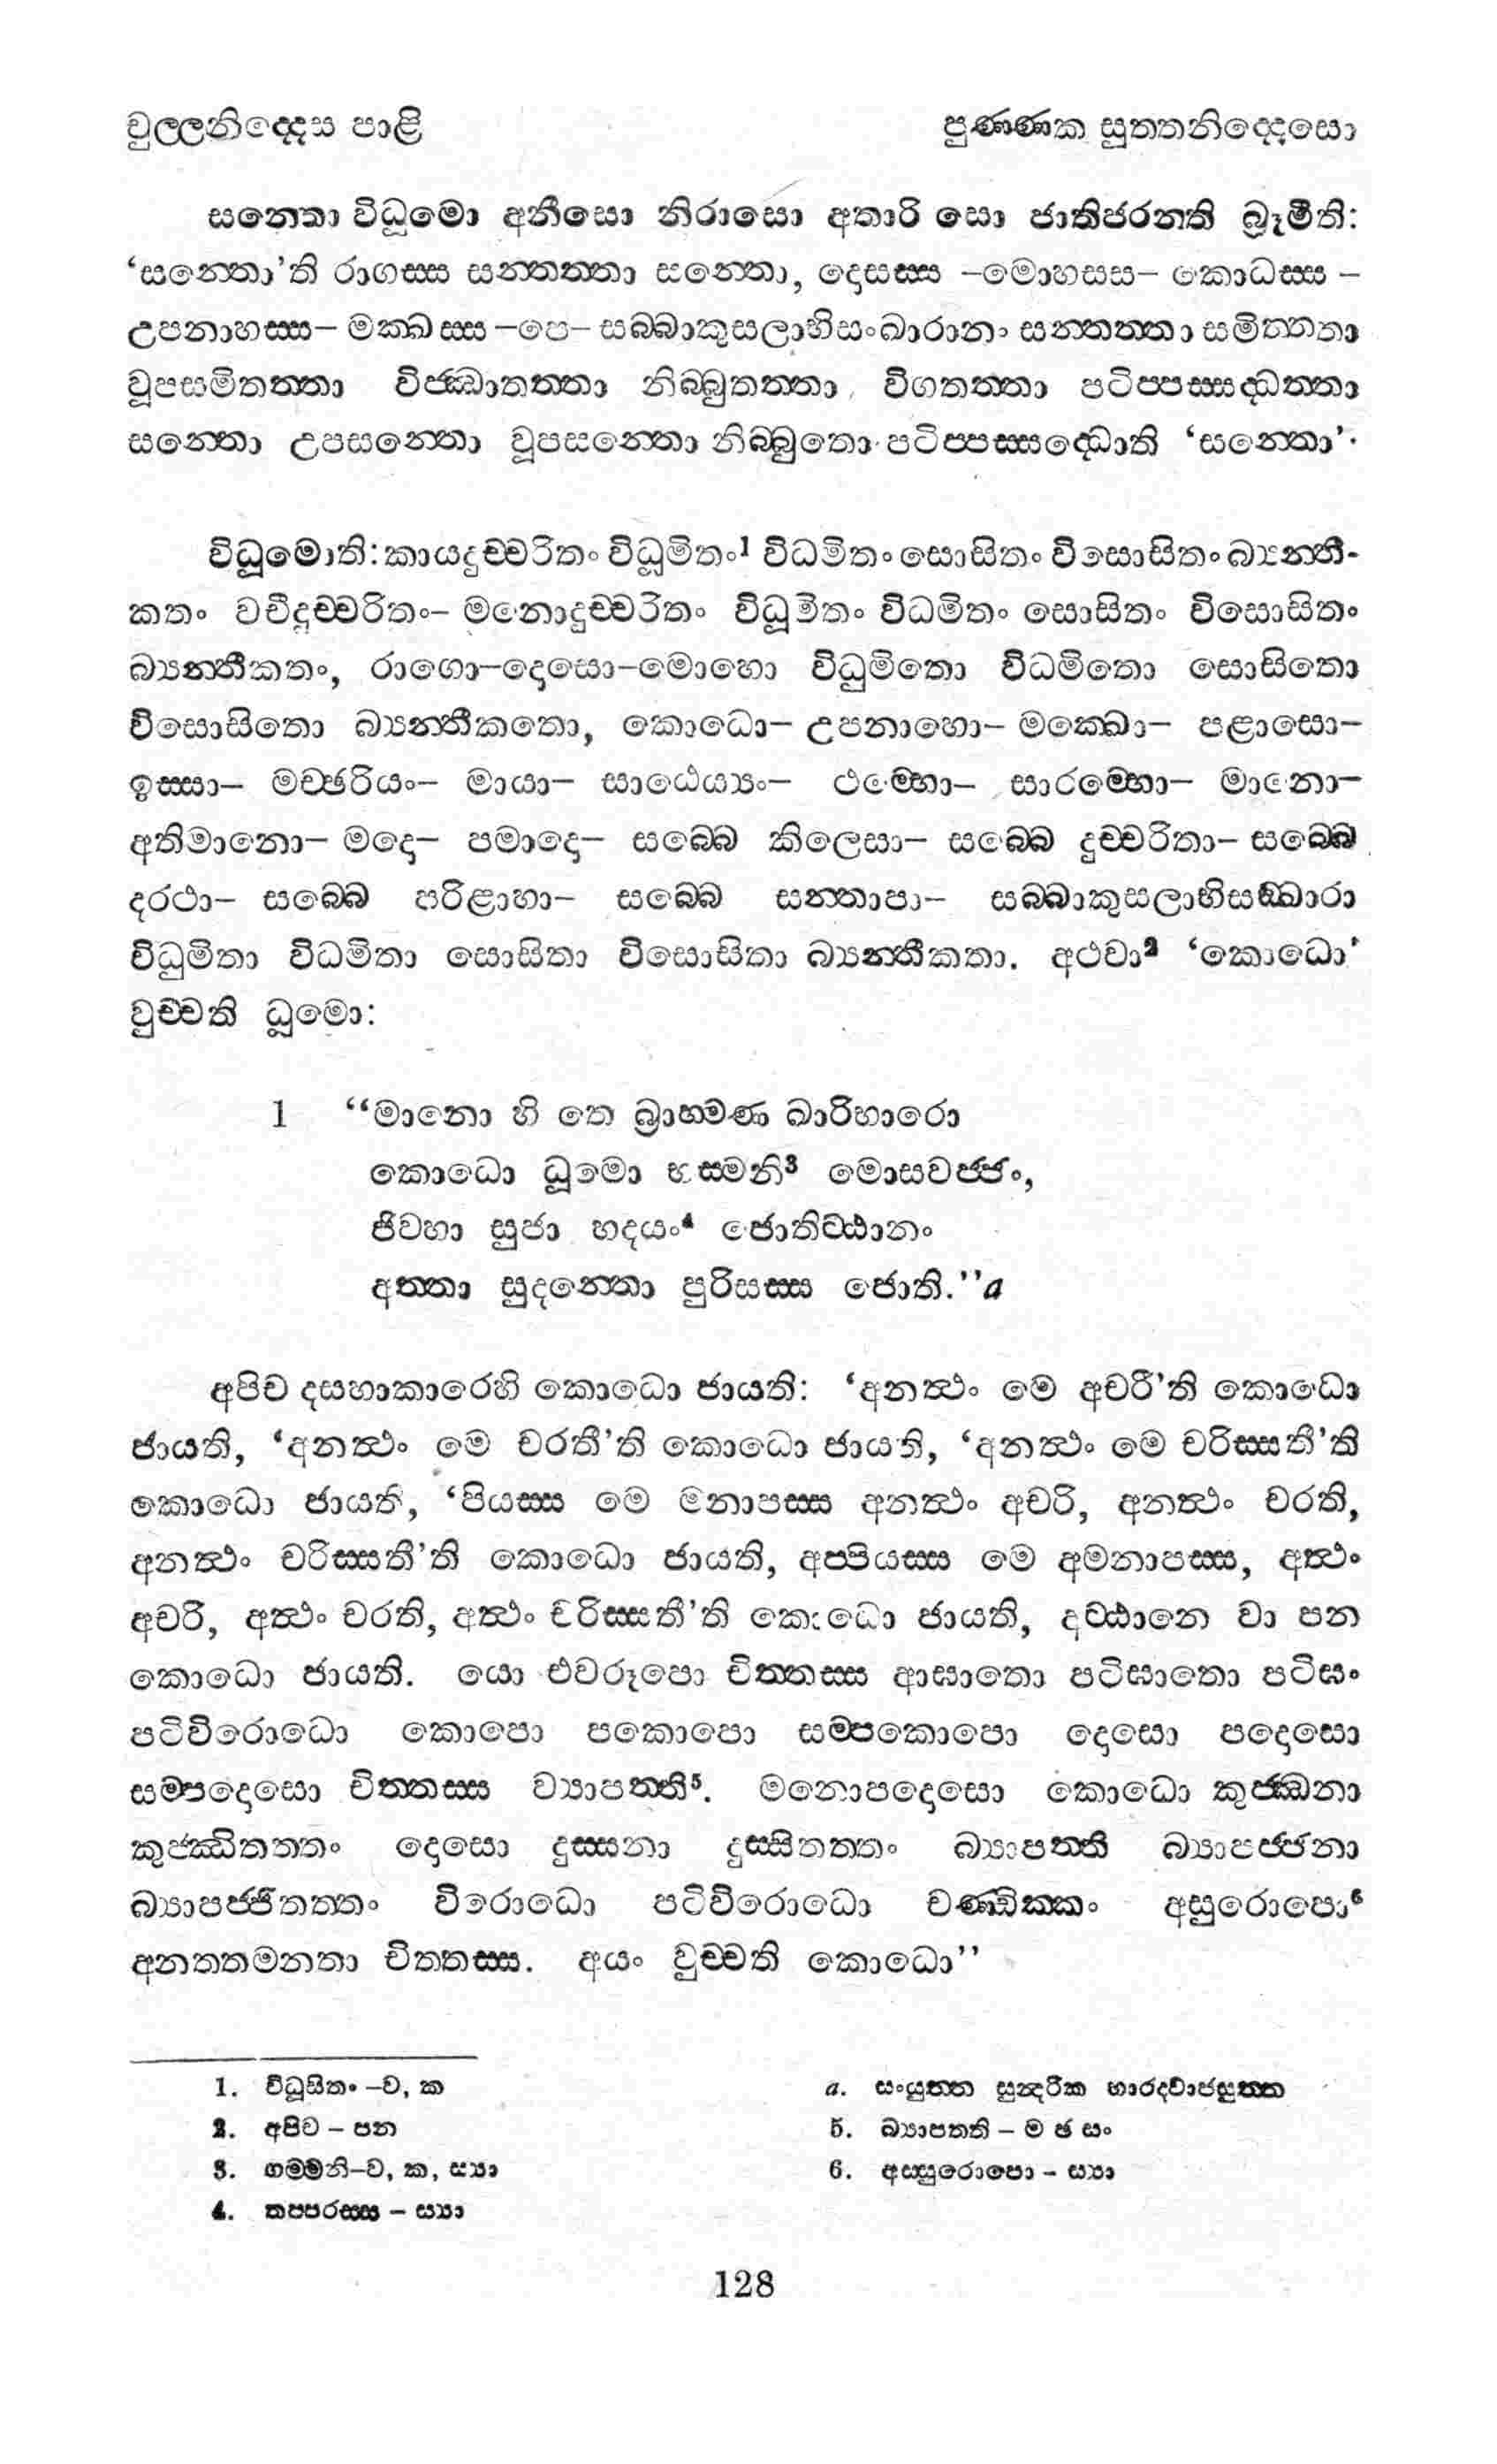 චුල්ලනිද්දෙස පාළි
පුණ්ණක සුත්තනිද්දෙසො
සන්තො විධූමො අනීසො නිරාසො අතාරි සො ජාතිජරන්ති බ්‍රෑමීති:
‘සන්තො’ති රාගස්ස සන්තත්තා සන්තො, දොසස්ස –මොහස්ස– කොධස්ස –
උපනාහස්ස– මක්ඛස්ස –පෙ– සබ්බාකුසලාභිසංඛාරානං සන්තත්තා සමිතත්තා
වූපසමිතත්තා විජ්ඣාතත්තා නිබ්බුතත්තා විගතත්තා පටිප්පස්සද්ධත්තා
සන්තො උපසන්තො වූපසන්තො නිබ්බුතො පටිප්පස්සද්ධොති ‘සන්තො’.
විධූමොති: කායදුච්චරිතං විධූමිතං¹ විධමිතං සොසිතං විසොසිතං බ්‍යන්තී-
කතං වචීදුච්චරිතං– මනොදුච්චරිතං විධූමිතං විධමිතං සොසිතං විසොසිතං
බ්‍යන්තීකතං, රාගො–දොසො–මොහො විධුමිතො විධමිතො සොසිතො
විසොසිතො බ්‍යන්තීකතො, කොධො– උපනාහො– මක්ඛො– පළාසො–
ඉස්සා– මච්ඡරියං– මායා– සාඨෙය්‍යං– ථම්භො– සාරම්භො– මානො–
අතිමානො– මදො– පමාදො– සබ්බෙ කිලෙසා– සබ්බෙ දුච්චරිතා– සබ්බෙ
දරථා– සබ්බෙ පරිළාහා– සබ්බෙ සන්තාපා– සබ්බාකුසලාභිසඞ්ඛාරා
විධුමිතා විධමිතා සොසිතා විසොසිතා බ්‍යන්තීකතා. අථවා² ‘කොධො’
වුච්චති ධූමො:
1 “මානො හි තෙ බ්‍රාහ්මණ ඛාරිභාරො
කොධො ධූමො භස්මනි³ මොසවජ්ජං,
ජිව්හා සුජා හදයං⁴ ජොතිට්ඨානං
අත්තා සුදන්තො පුරිසස්ස ජොති.”a
අපිච දසහාකාරෙහි කොධො ජායති: ‘අනත්ථං මෙ අචරී’ති කොධො
ජායති, ‘අනත්ථං මෙ චරතී’ති කොධො ජායති, ‘අනත්ථං මෙ චරිස්සතී’ති
කොධො ජායති, ‘පියස්ස මෙ මනාපස්ස අනත්ථං අචරි, අනත්ථං චරති,
අනත්ථං චරිස්සතී’ති කොධො ජායති, අප්පියස්ස මෙ අමනාපස්ස, අත්ථං
අචරි, අත්ථං චරති, අත්ථං චරිස්සතී’ති කොධො ජායති, අට්ඨානෙ වා පන
කොධො ජායති. යො එවරූපො චිත්තස්ස ආඝාතො පටිඝාතො පටිඝං
පටිවිරොධො කොපො පකොපො සම්පකොපො දොසො පදොසො
සම්පදොසො චිත්තස්ස ව්‍යාපත්ති⁵. මනොපදොසො කොධො කුජ්ඣනා
කුජ්ඣිතත්තං දොසො දුස්සනා දුස්සිතත්තං බ්‍යාපත්ති බ්‍යාපජ්ජනා
බ්‍යාපජ්ජිතත්තං විරොධො පටිවිරොධො චණ්ඩික්කං අසුරොපො⁶
අනත්තමනතා චිත්තස්ස. අයං වුච්චති කොධො”
1. විධූසිතං –ව, ක
2. අපිච – පන
3. ගම්මනි–ව, ක, ස්‍යා
4. තප්පරස්ස – ස්‍යා
a. සංයුත්ත සුන්දරික භාරද්වාජසුත්ත
5. බ්‍යාපත්ති – ම ඡ සං
6. අස්සුරොපො – ස්‍යා
128